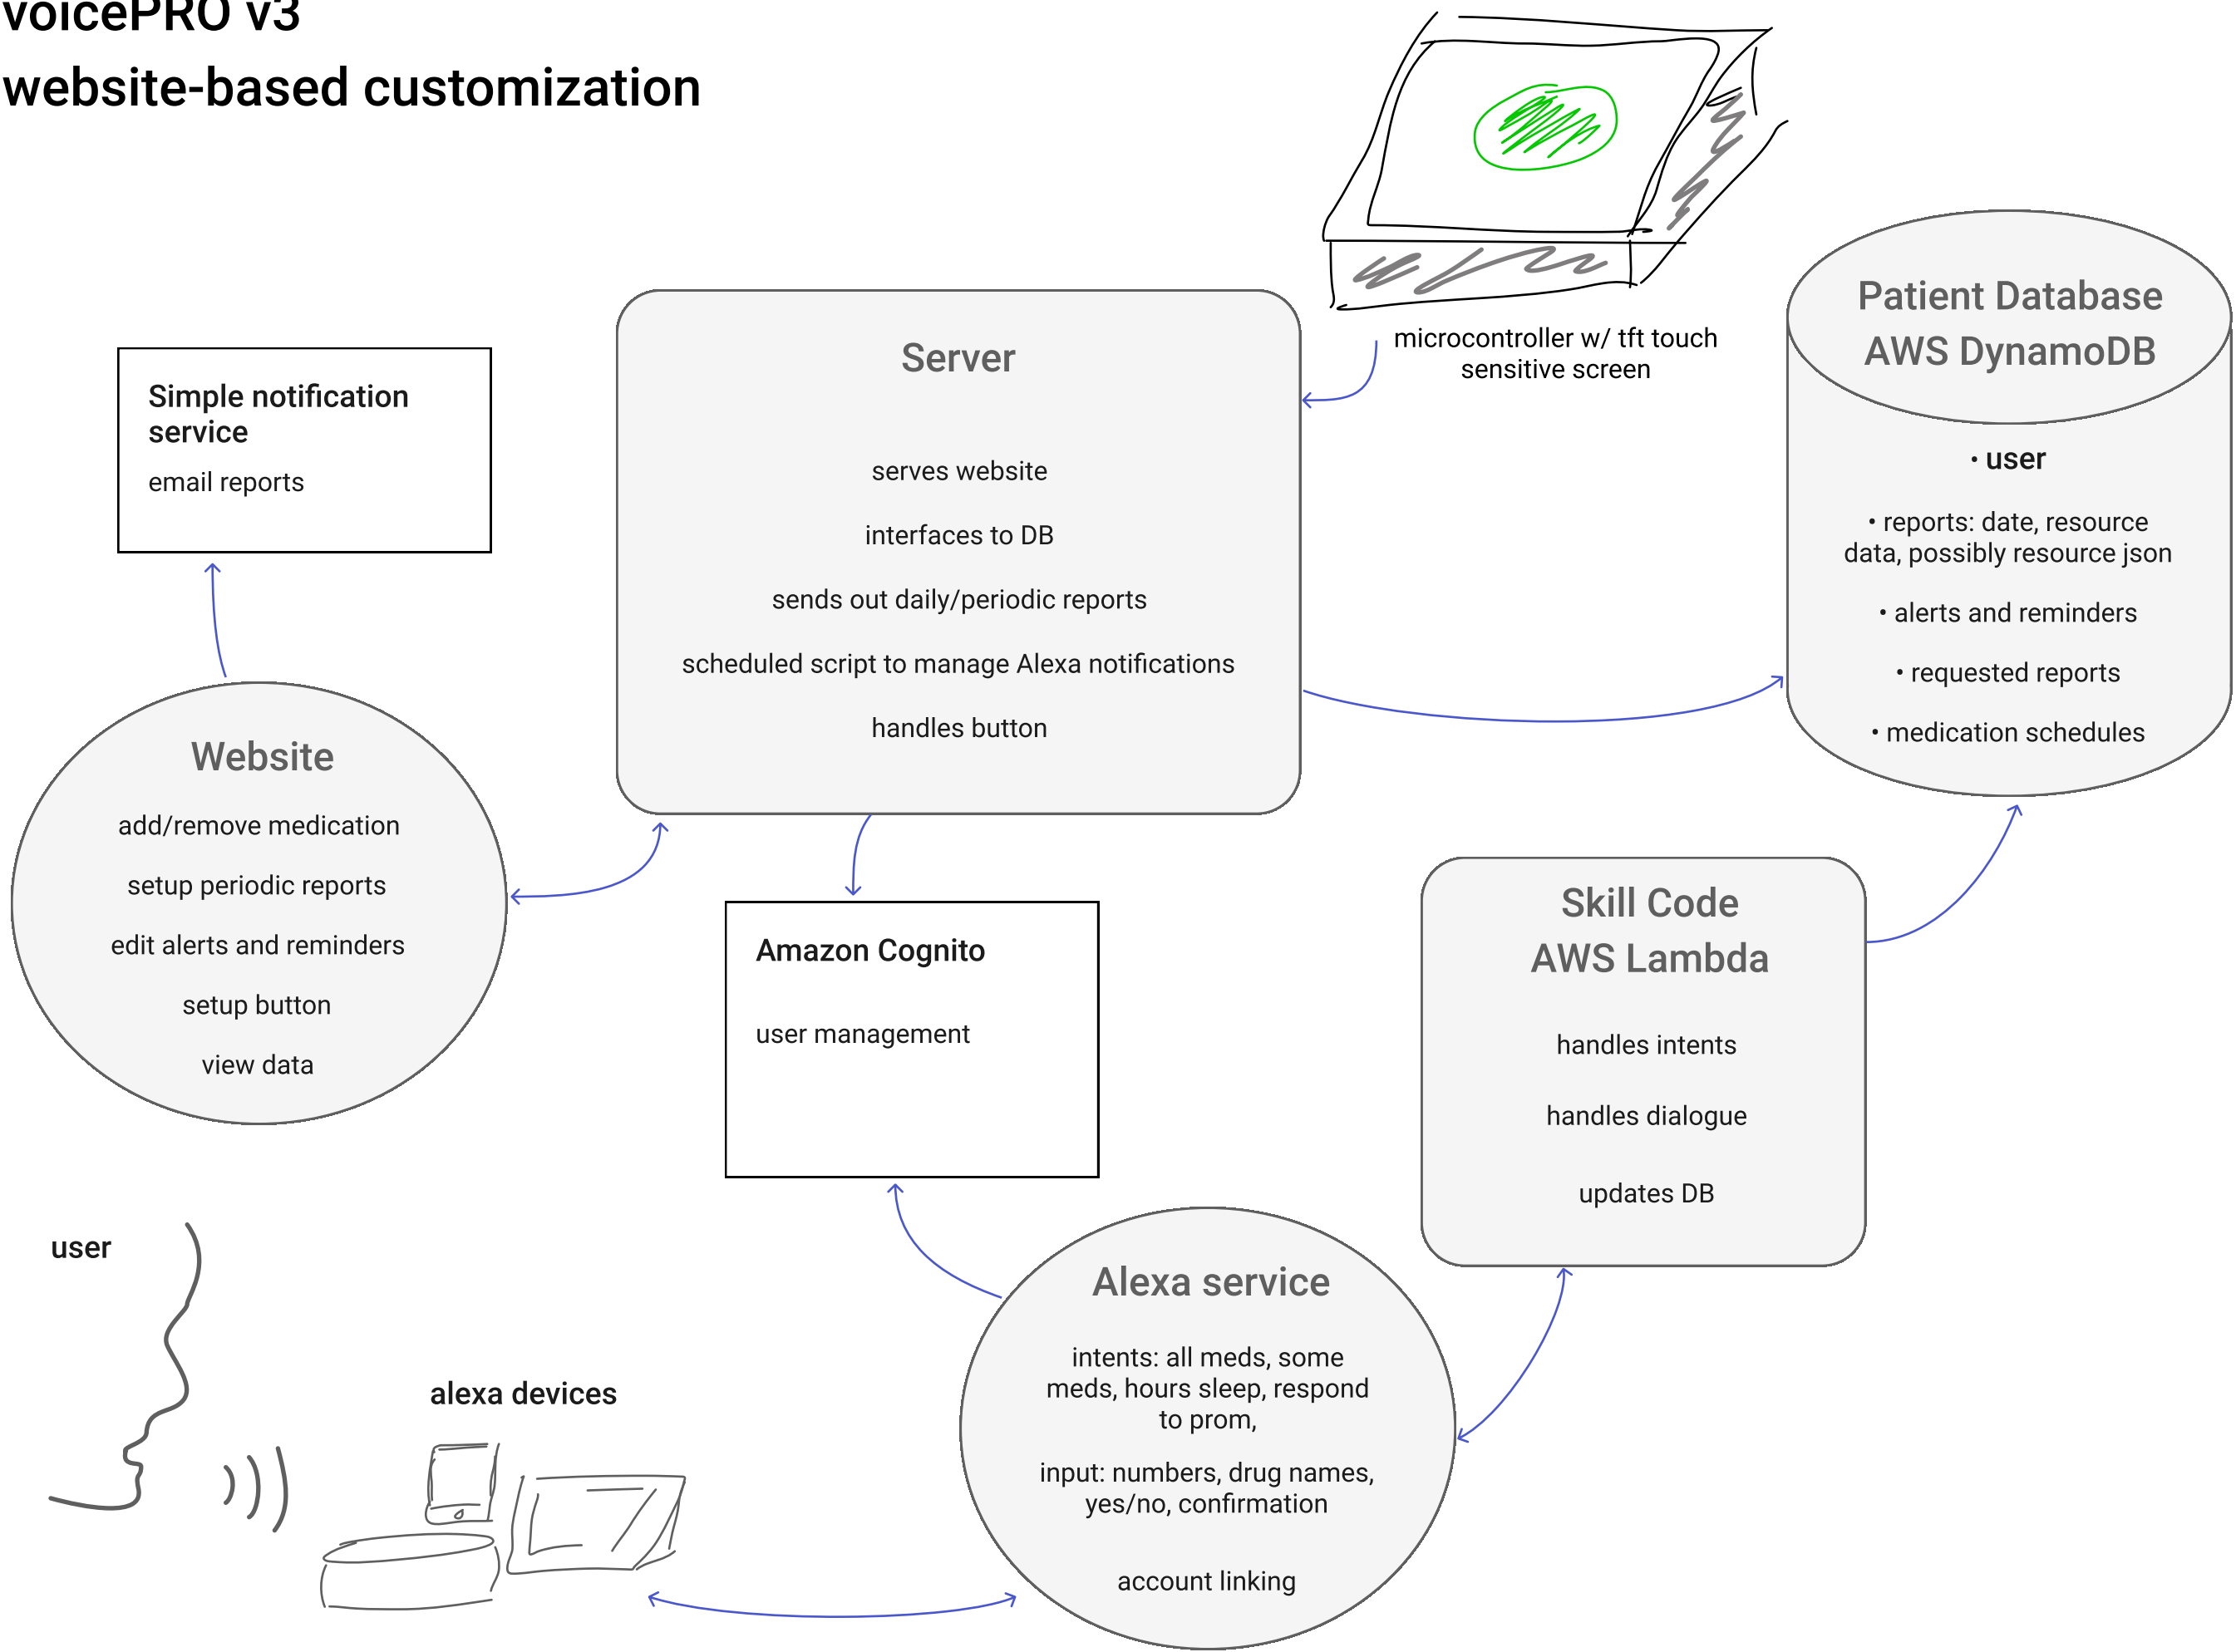 voicePRO v3
website-based customization
microcontroller w/ tft touch
sensitive screen
Patient Database
AWS DynamoDB
• user
• reports: date, resource
data, possibly resource json
• alerts and reminders
• requested reports
• medication schedules
Server
serves website
interfaces to DB
sends out daily/periodic reports
scheduled script to manage Alexa notifications
handles button
Simple notification
service
email reports
Website
add/remove medication
setup periodic reports
edit alerts and reminders
setup button
view data
Amazon Cognito
user management
Skill Code
AWS Lambda
handles intents
handles dialogue
updates DB
user
alexa devices
Alexa service
intents: all meds, some
meds, hours sleep, respond
to prom,
input: numbers, drug names,
yes/no, confirmation
account linking